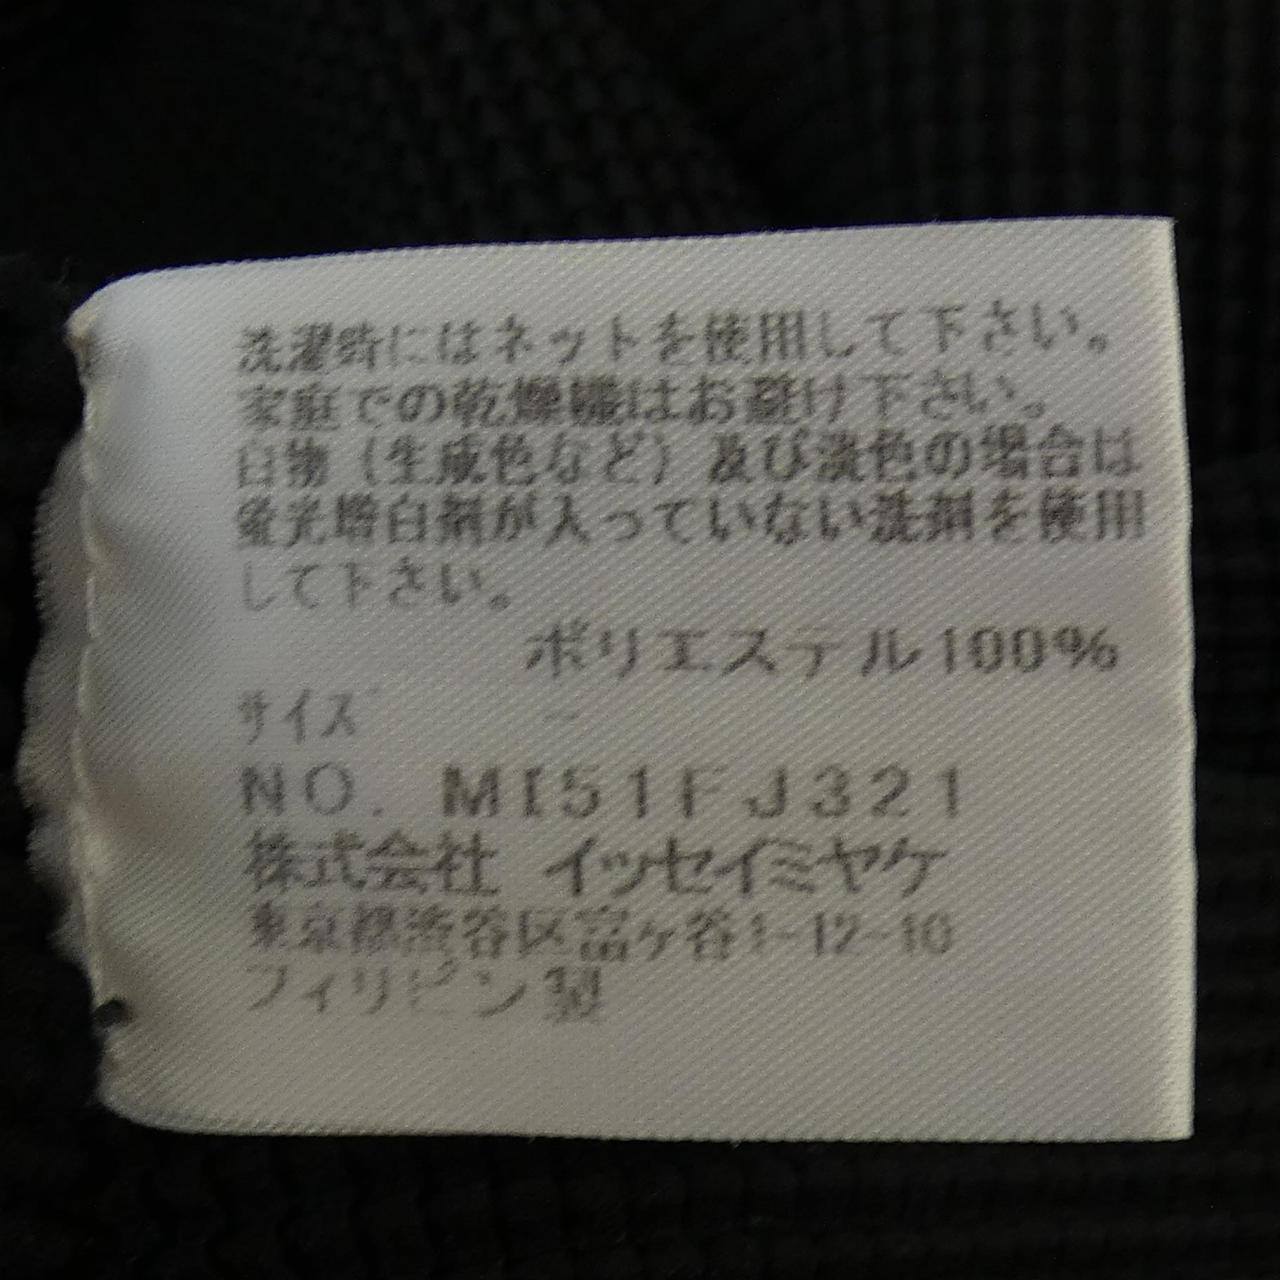 洗濯時にはネットを使用して下さい。
家庭での乾燥機はお避け下さい。
白物（生成色など）及び淡色の場合は
蛍光増白剤が入っていない洗剤を使用
して下さい。
ポリエステル100%
サイズ －
NO. MI51FJ321
株式会社 イッセイミヤケ
東京都渋谷区富ヶ谷1-12-10
フィリピン製